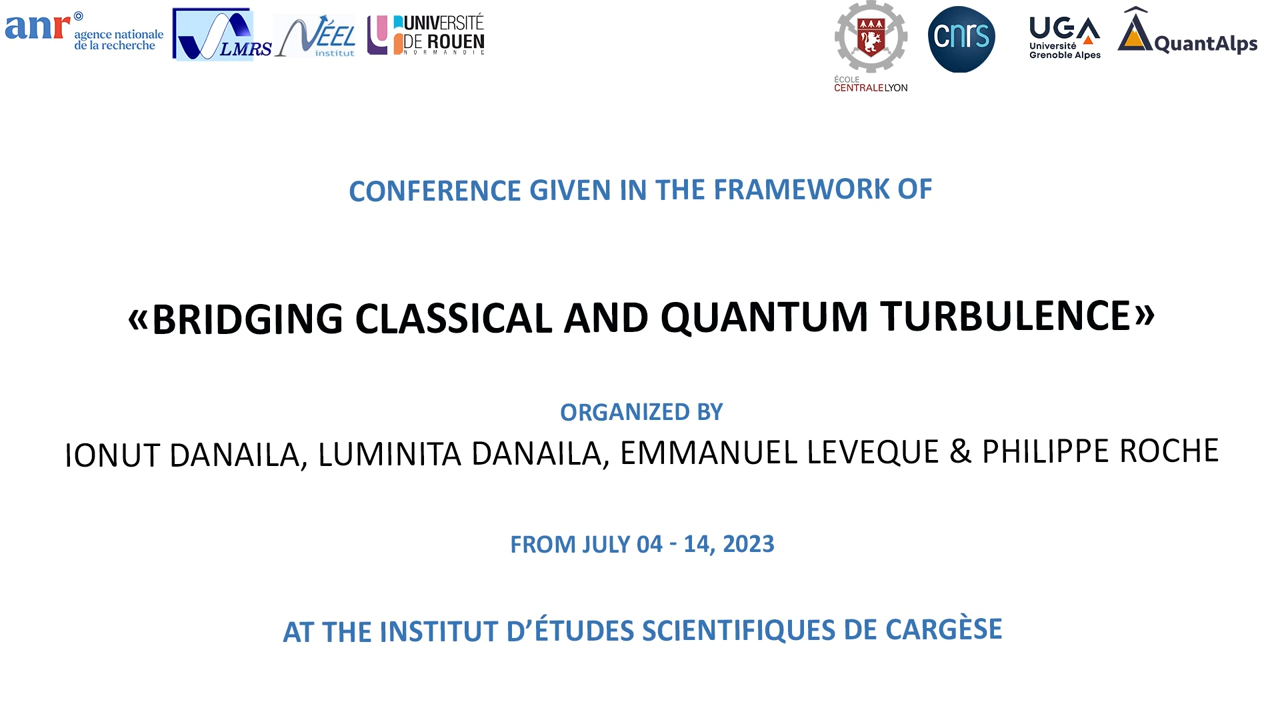 anr agence nationale
de la recherche
LMRS
NÉEL
institut
UNIVERSITÉ
DE ROUEN
NORMANDIE
ÉCOLE
CENTRALELYON
cnrs
UGA
Université
Grenoble Alpes
QuantAlps
CONFERENCE GIVEN IN THE FRAMEWORK OF
«BRIDGING CLASSICAL AND QUANTUM TURBULENCE»
ORGANIZED BY
IONUT DANAILA, LUMINITA DANAILA, EMMANUEL LEVEQUE & PHILIPPE ROCHE
FROM JULY 04 - 14, 2023
AT THE INSTITUT D’ÉTUDES SCIENTIFIQUES DE CARGÈSE